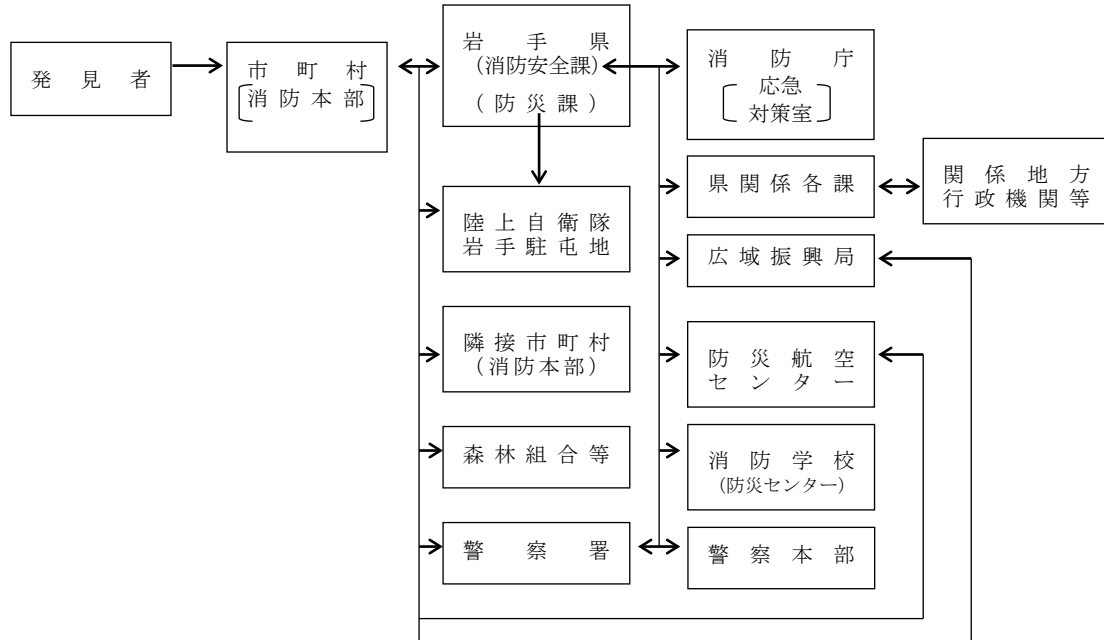 発見者
市町村
消防本部
岩手県
(消防安全課)
(防災課)
消防庁
応急
対策室
県関係各課
関係地方
行政機関等
陸上自衛隊
岩手駐屯地
広域振興局
隣接市町村
(消防本部)
防災航空
センター
森林組合等
消防学校
(防災センター)
警察署
警察本部